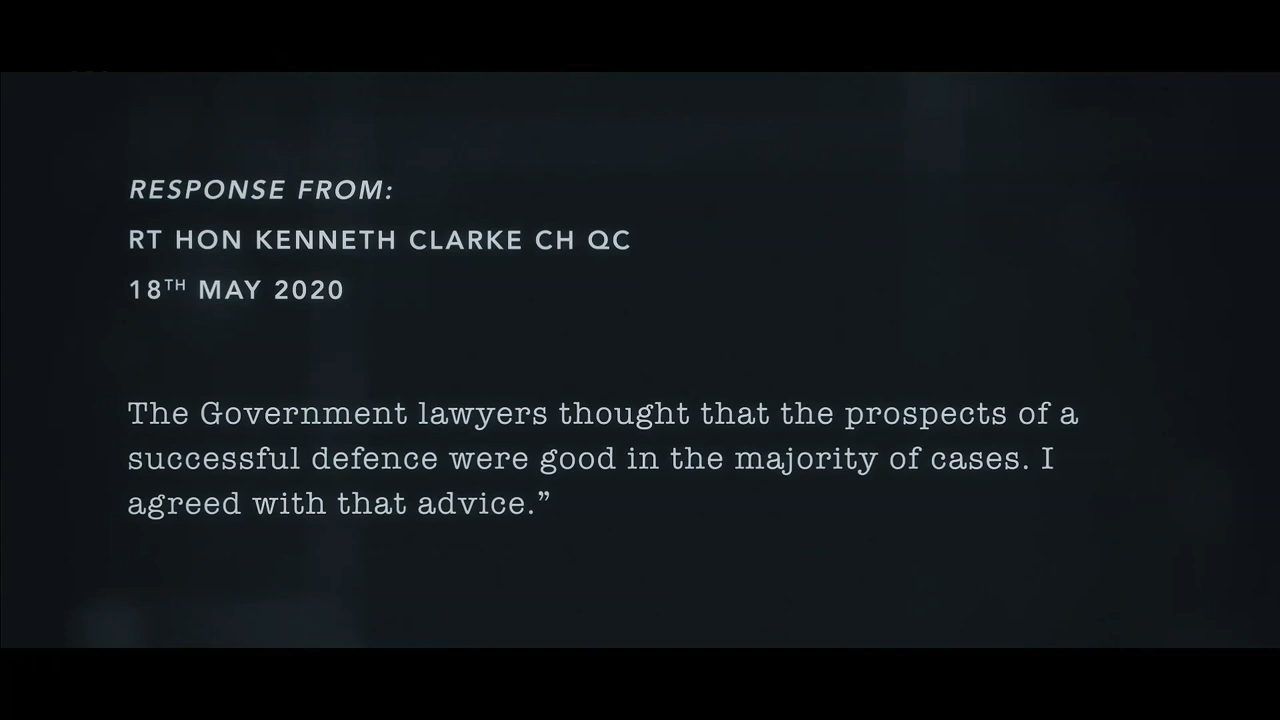 RESPONSE FROM:
RT HON KENNETH CLARKE CH QC
18TH MAY 2020
The Government lawyers thought that the prospects of a
successful defence were good in the majority of cases. I
agreed with that advice.”